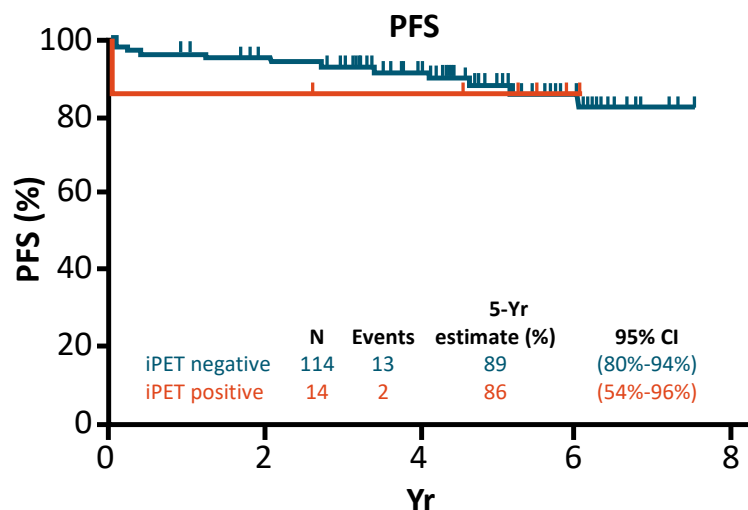 PFS
100
80
60
40
20
0
PFS (%)
5-Yr
N Events estimate (%) 95% CI
iPET negative 114 13 89 (80%-94%)
iPET positive 14 2 86 (54%-96%)
0 2 4 6 8
Yr